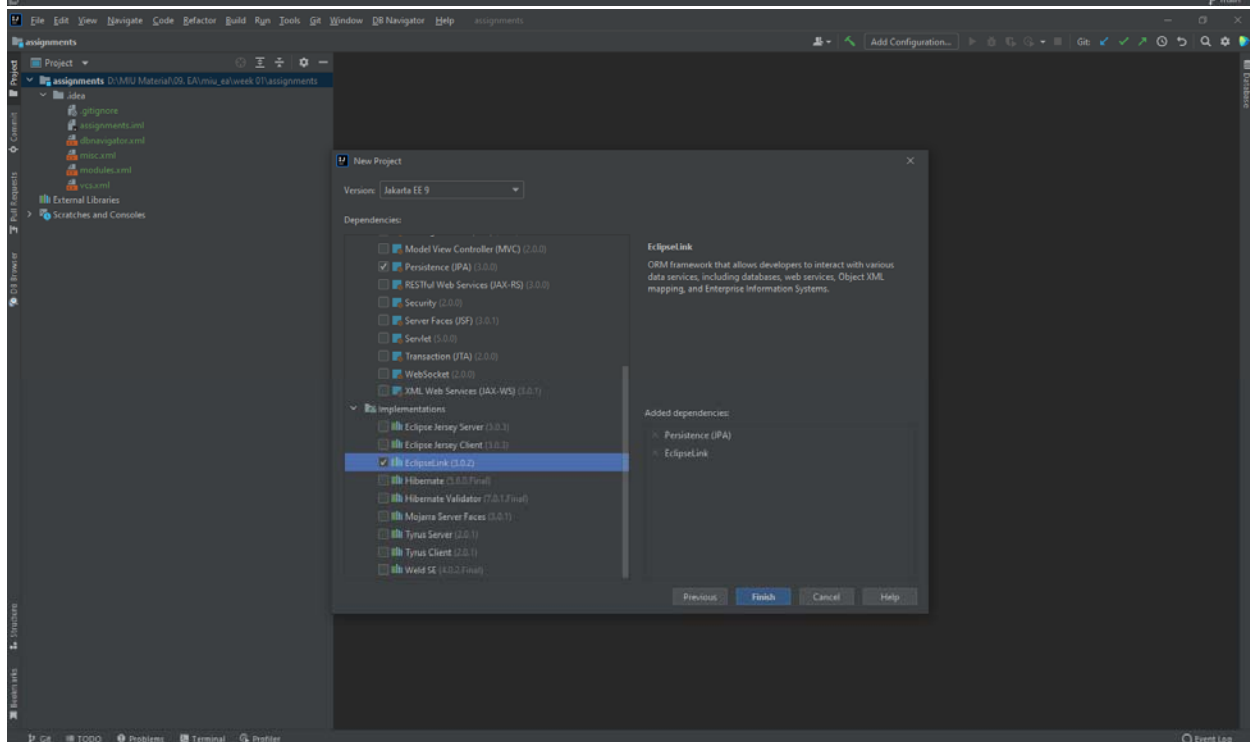 main
File Edit View Navigate Code Refactor Build Run Tools Git Window DB Navigator Help assignments
assignments
Add Configuration...
Git:
Project
assignments D:\MIU Material\09. EA\miu_ea\week 01\assignments
.idea
.gitignore
assignments.iml
dbnavigator.xml
misc.xml
modules.xml
vcs.xml
External Libraries
Scratches and Consoles
Project
Commit
Pull Requests
DB Browser
Structure
Bookmarks
Database
New Project
Version: Jakarta EE 9
Dependencies:
Model View Controller (MVC) (2.0.0)
Persistence (JPA) (3.0.0)
RESTful Web Services (JAX-RS) (3.0.0)
Security (2.0.0)
Server Faces (JSF) (3.0.1)
Servlet (5.0.0)
Transaction (JTA) (2.0.0)
WebSocket (2.0.0)
XML Web Services (JAX-WS) (3.0.1)
Implementations
Eclipse Jersey Server (3.0.3)
Eclipse Jersey Client (3.0.3)
EclipseLink (3.0.2)
Hibernate (5.6.0.Final)
Hibernate Validator (7.0.1.Final)
Mojarra Server Faces (3.0.1)
Tyrus Server (2.0.1)
Tyrus Client (2.0.1)
Weld SE (4.0.2.Final)
EclipseLink
ORM framework that allows developers to interact with various
data services, including databases, web services, Object XML
mapping, and Enterprise Information Systems.
Added dependencies:
Persistence (JPA)
EclipseLink
Previous Finish Cancel Help
Git TODO Problems Terminal Profiler Event Log